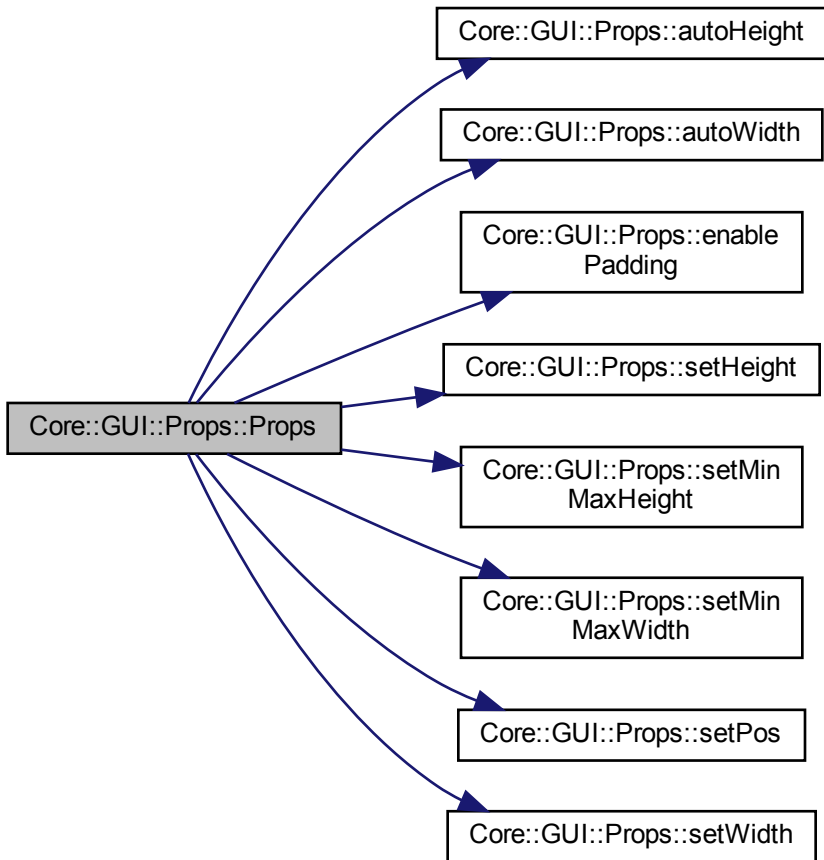 Core::GUI::Props::autoHeight
Core::GUI::Props::autoWidth
Core::GUI::Props::enable
Padding
Core::GUI::Props::setHeight
Core::GUI::Props::Props
Core::GUI::Props::setMin
MaxHeight
Core::GUI::Props::setMin
MaxWidth
Core::GUI::Props::setPos
Core::GUI::Props::setWidth